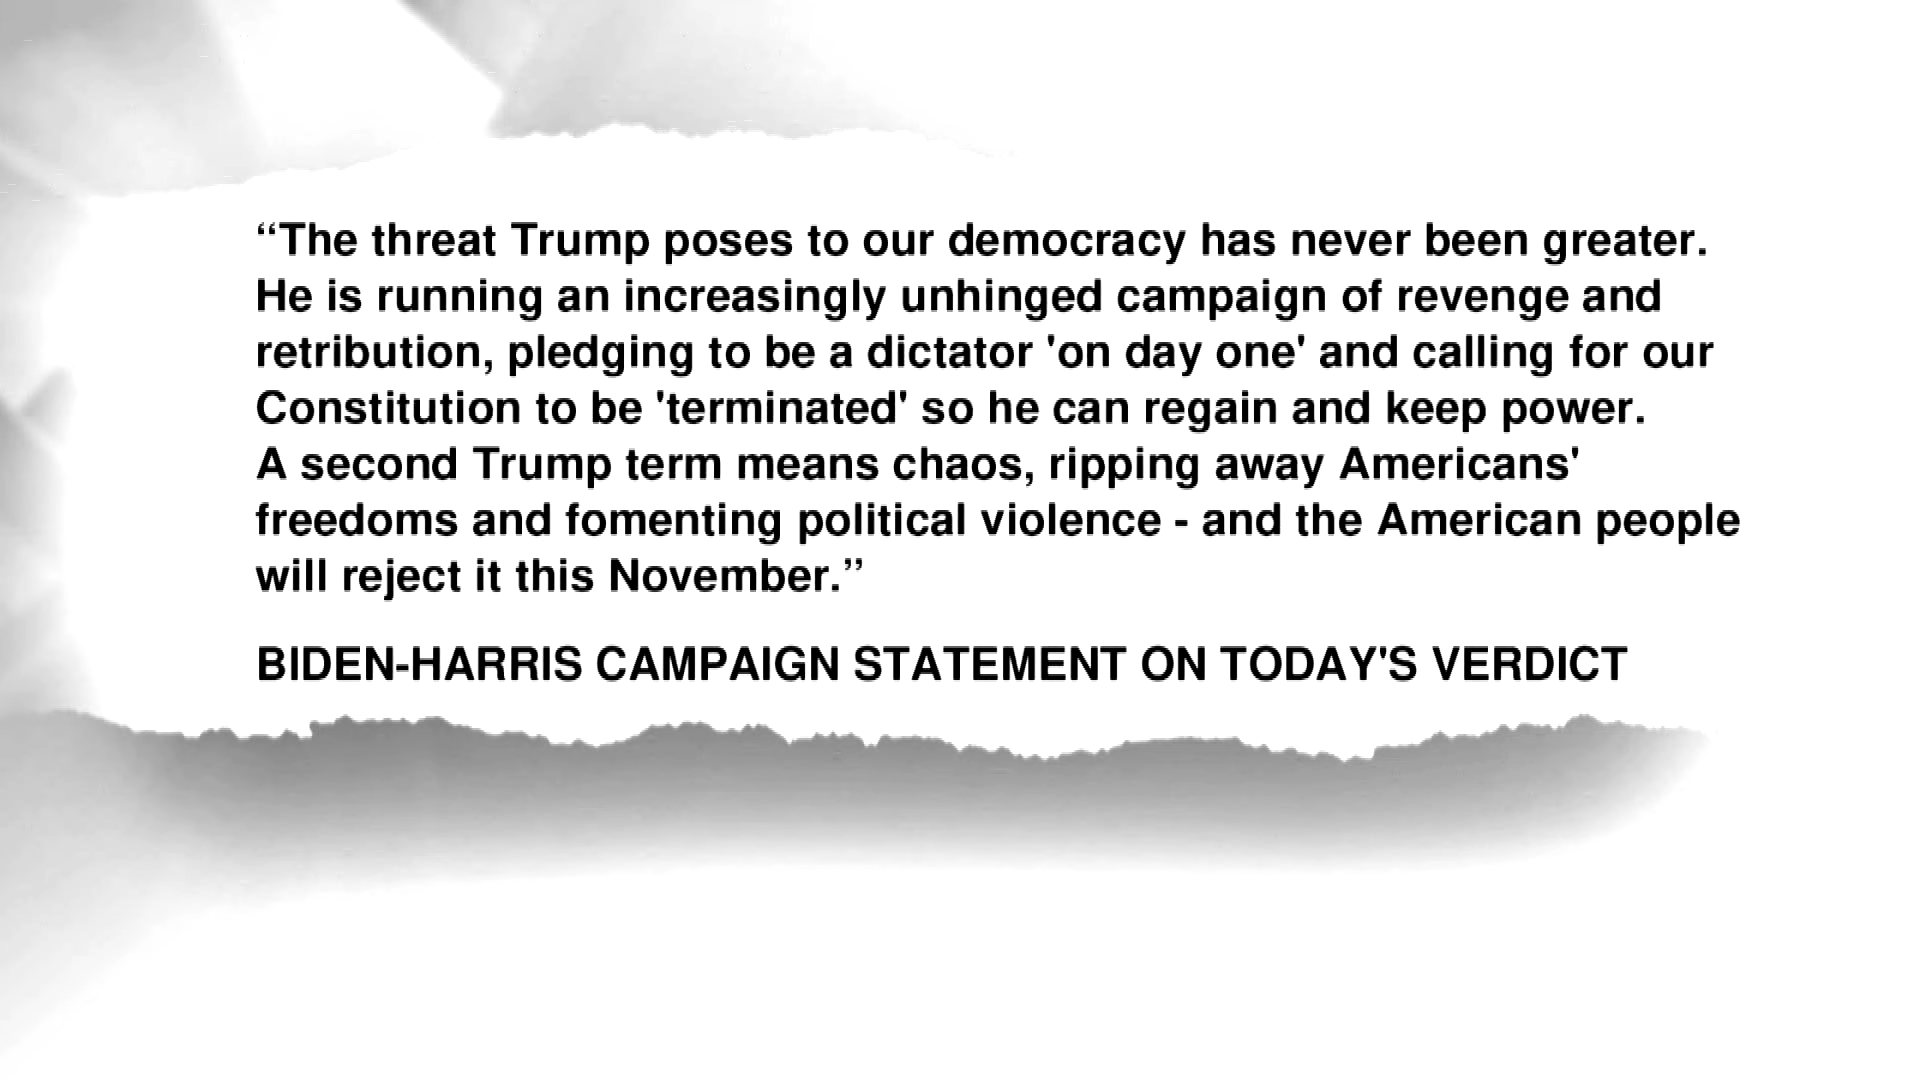 “The threat Trump poses to our democracy has never been greater.
He is running an increasingly unhinged campaign of revenge and
retribution, pledging to be a dictator 'on day one' and calling for our
Constitution to be 'terminated' so he can regain and keep power.
A second Trump term means chaos, ripping away Americans'
freedoms and fomenting political violence - and the American people
will reject it this November.”
BIDEN-HARRIS CAMPAIGN STATEMENT ON TODAY'S VERDICT